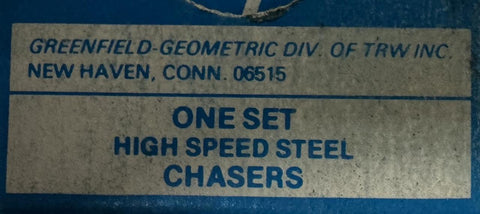 GREENFIELD-GEOMETRIC DIV. OF TRW INC.
NEW HAVEN, CONN. 06515
ONE SET
HIGH SPEED STEEL
CHASERS